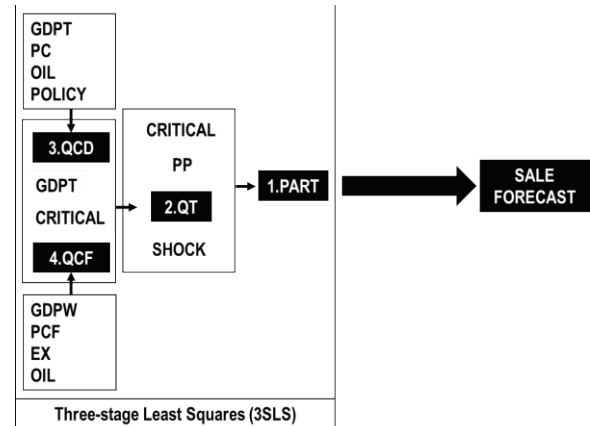 GDPT
PC
OIL
POLICY
3.QCD
GDPT
CRITICAL
4.QCF
GDPW
PCF
EX
OIL
CRITICAL
PP
2.QT
SHOCK
1.PART
SALE
FORECAST
Three-stage Least Squares (3SLS)